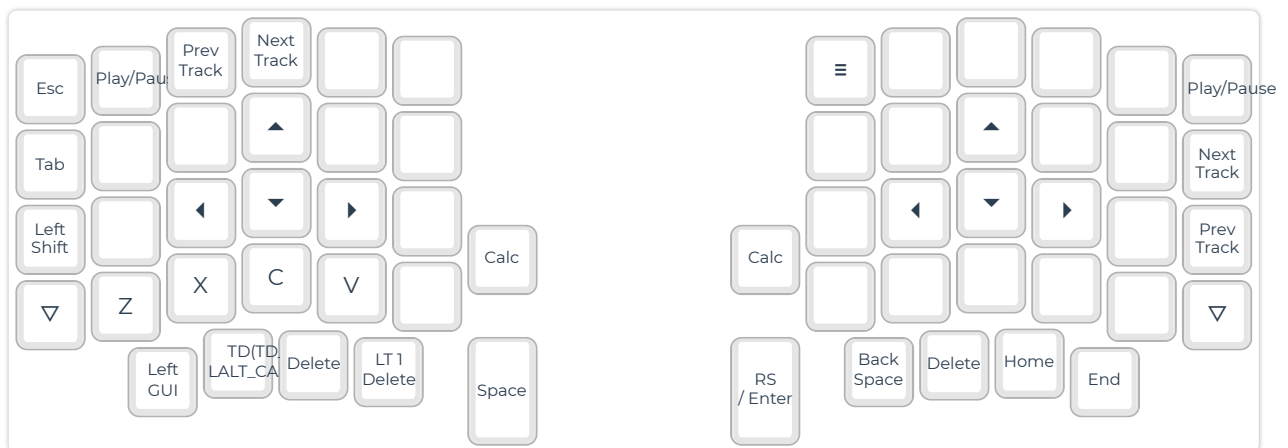 Esc
Play/Pau
Prev
Track
Next
Track
Play/Pause
Tab
Next
Track
Left
Shift
Prev
Track
Calc
Calc
Z
X
C
V
Left
GUI
TD(TD_
LALT_CA
Delete
LT 1
Delete
Space
RS
/ Enter
Back
Space
Delete
Home
End